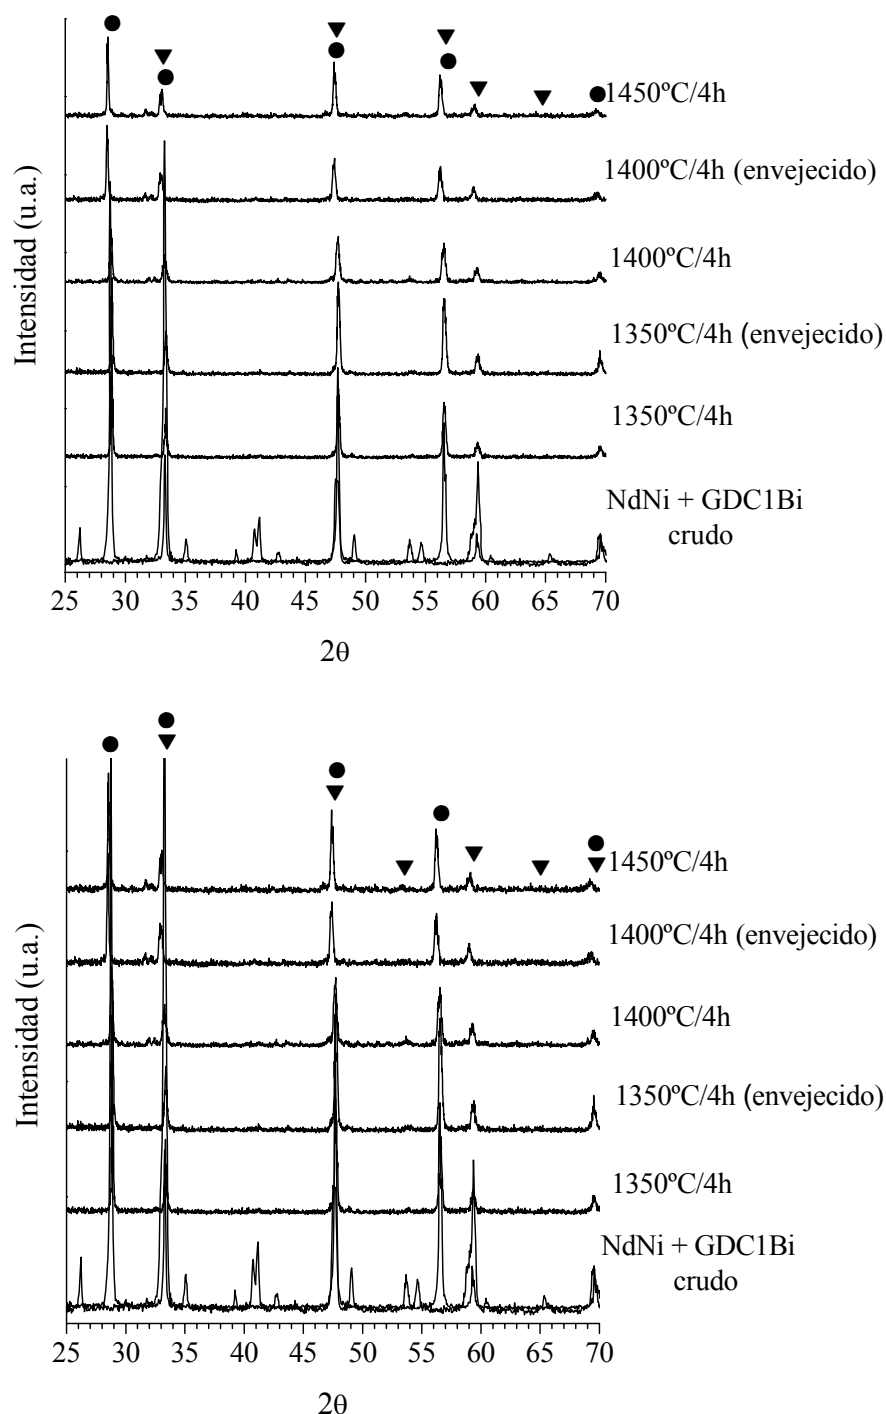 Intensidad (u.a.)
1450ºC/4h
1400ºC/4h (envejecido)
1400ºC/4h
1350ºC/4h (envejecido)
1350ºC/4h
NdNi + GDC1Bi
crudo
25 30 35 40 45 50 55 60 65 70
2θ
Intensidad (u.a.)
1450ºC/4h
1400ºC/4h (envejecido)
1400ºC/4h
1350ºC/4h (envejecido)
1350ºC/4h
NdNi + GDC1Bi
crudo
25 30 35 40 45 50 55 60 65 70
2θ